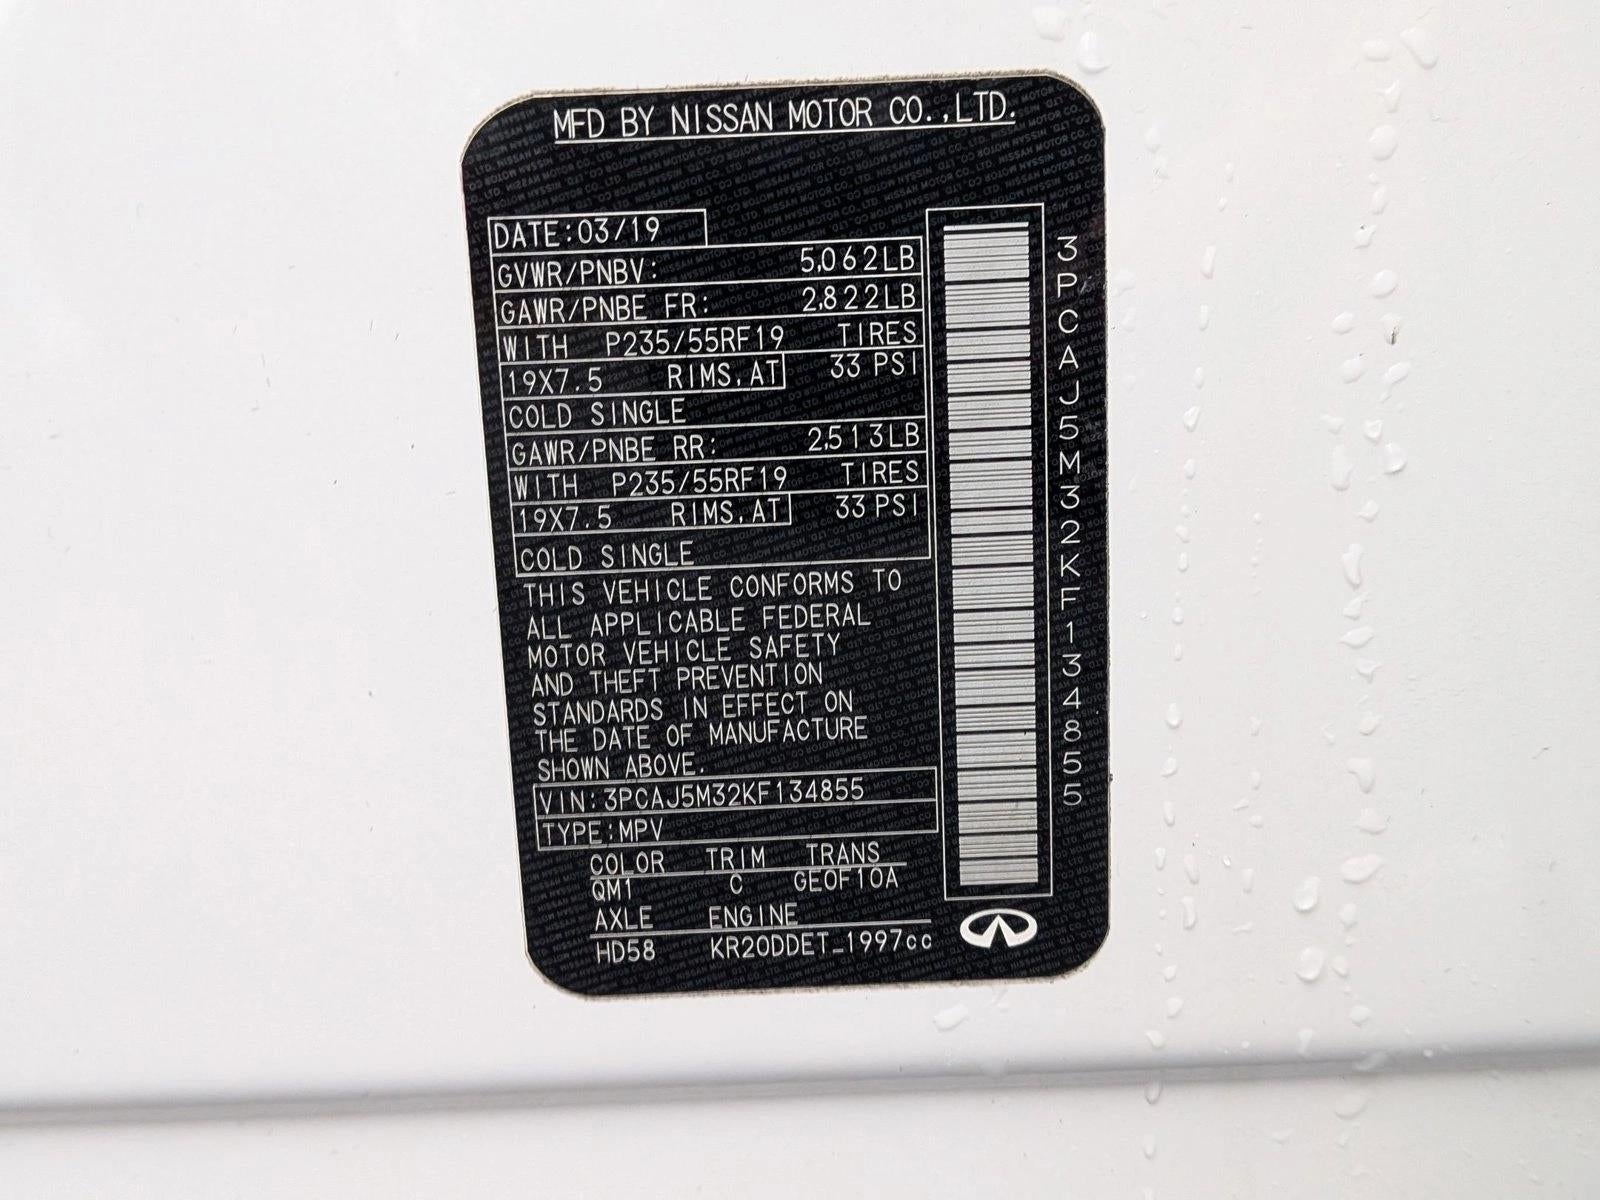 MFD BY NISSAN MOTOR CO.,LTD.
DATE:03/19
GVWR/PNBV: 5,062LB
GAWR/PNBE FR: 2,822LB
WITH P235/55RF19 TIRES
19X7.5 RIMS,AT 33 PSI
COLD SINGLE
GAWR/PNBE RR: 2,513LB
WITH P235/55RF19 TIRES
19X7.5 RIMS,AT 33 PSI
COLD SINGLE
THIS VEHICLE CONFORMS TO
ALL APPLICABLE FEDERAL
MOTOR VEHICLE SAFETY
AND THEFT PREVENTION
STANDARDS IN EFFECT ON
THE DATE OF MANUFACTURE
SHOWN ABOVE.
VIN:3PCAJ5M32KF134855
TYPE:MPV
COLOR TRIM TRANS
QM1 C GE0F10A
AXLE ENGINE
HD58 KR20DDET_1997cc
3PCAJ5M32KF134855